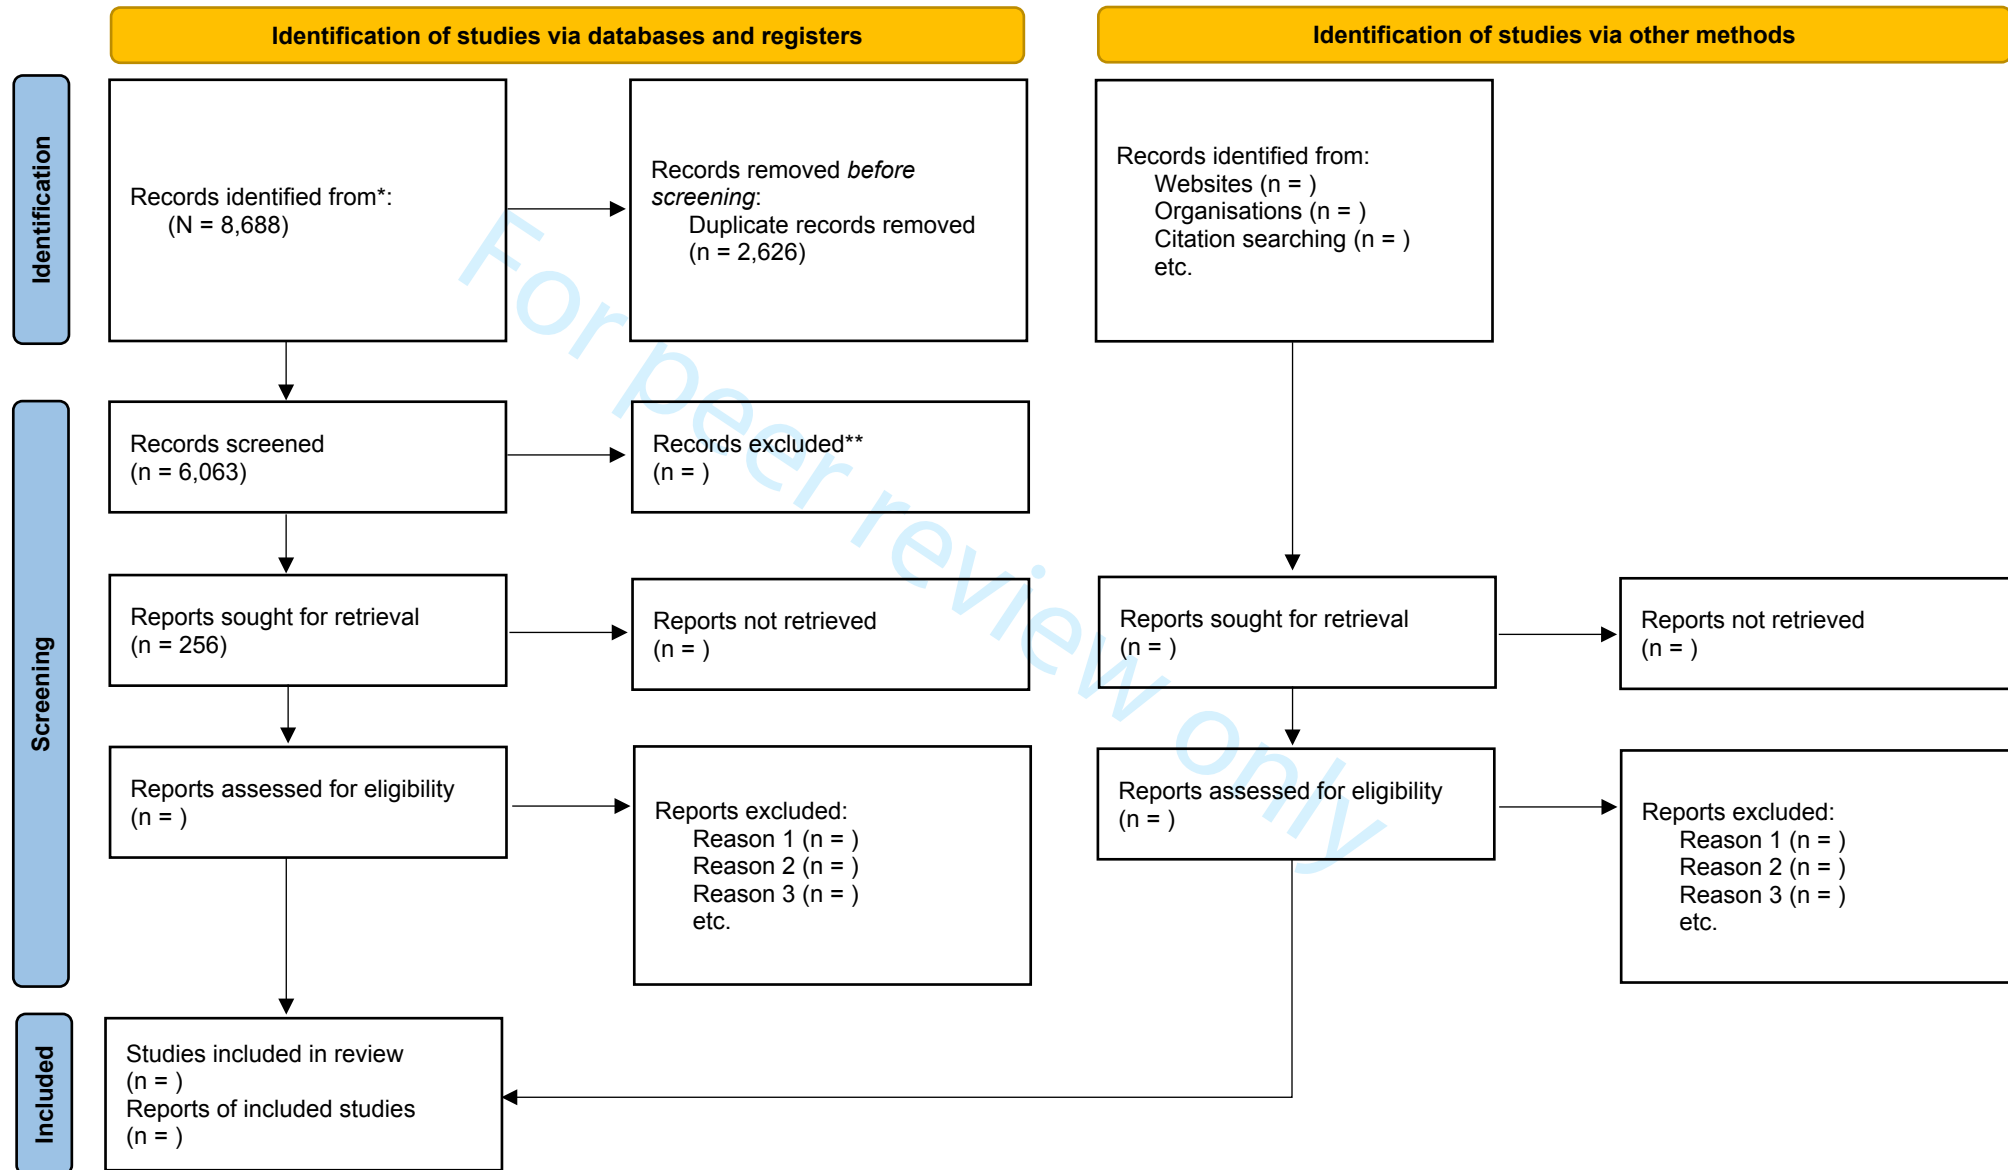 Identification of studies via databases and registers
Identification of studies via other methods
Identification
Records identified from*:
(N = 8,688)
Records removed before
screening:
Duplicate records removed
(n = 2,626)
Records identified from:
Websites (n = )
Organisations (n = )
Citation searching (n = )
etc.
Screening
Records screened
(n = 6,063)
Records excluded**
(n = )
Reports sought for retrieval
(n = 256)
Reports not retrieved
(n = )
Reports sought for retrieval
(n = )
Reports not retrieved
(n = )
Reports assessed for eligibility
(n = )
Reports excluded:
Reason 1 (n = )
Reason 2 (n = )
Reason 3 (n = )
etc.
Reports assessed for eligibility
(n = )
Reports excluded:
Reason 1 (n = )
Reason 2 (n = )
Reason 3 (n = )
etc.
Included
Studies included in review
(n = )
Reports of included studies
(n = )
For peer review only